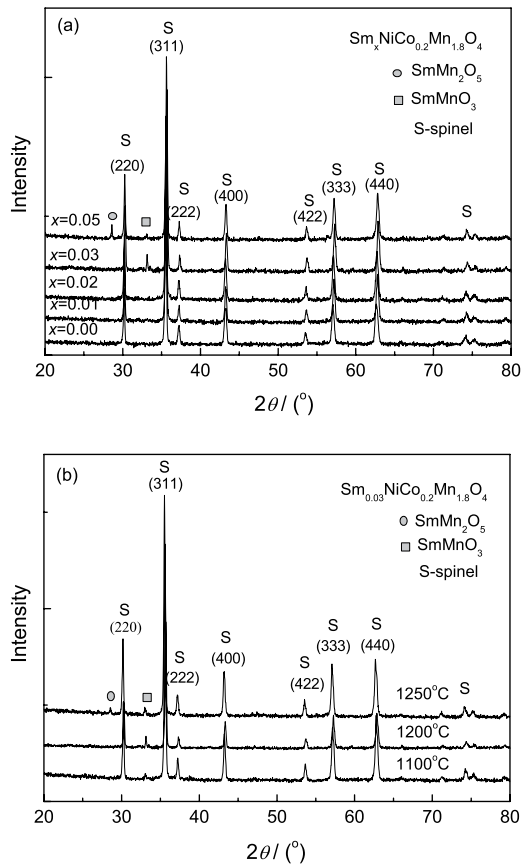 (a)
S
(311)
SmₓNiCo₀.₂Mn₁.₈O₄
SmMn₂O₅
SmMnO₃
S-spinel
S
(220)
S
(222)
S
(400)
S
(422)
S
(333)
S
(440)
S
x=0.05
x=0.03
x=0.02
x=0.01
x=0.00
Intensity
20 30 40 50 60 70 80
2θ / (°)
(b)
S
(311)
Sm₀.₀₃NiCo₀.₂Mn₁.₈O₄
SmMn₂O₅
SmMnO₃
S-spinel
S
(220)
S
(222)
S
(400)
S
(422)
S
(333)
S
(440)
S
1250°C
1200°C
1100°C
Intensity
20 30 40 50 60 70 80
2θ / (°)